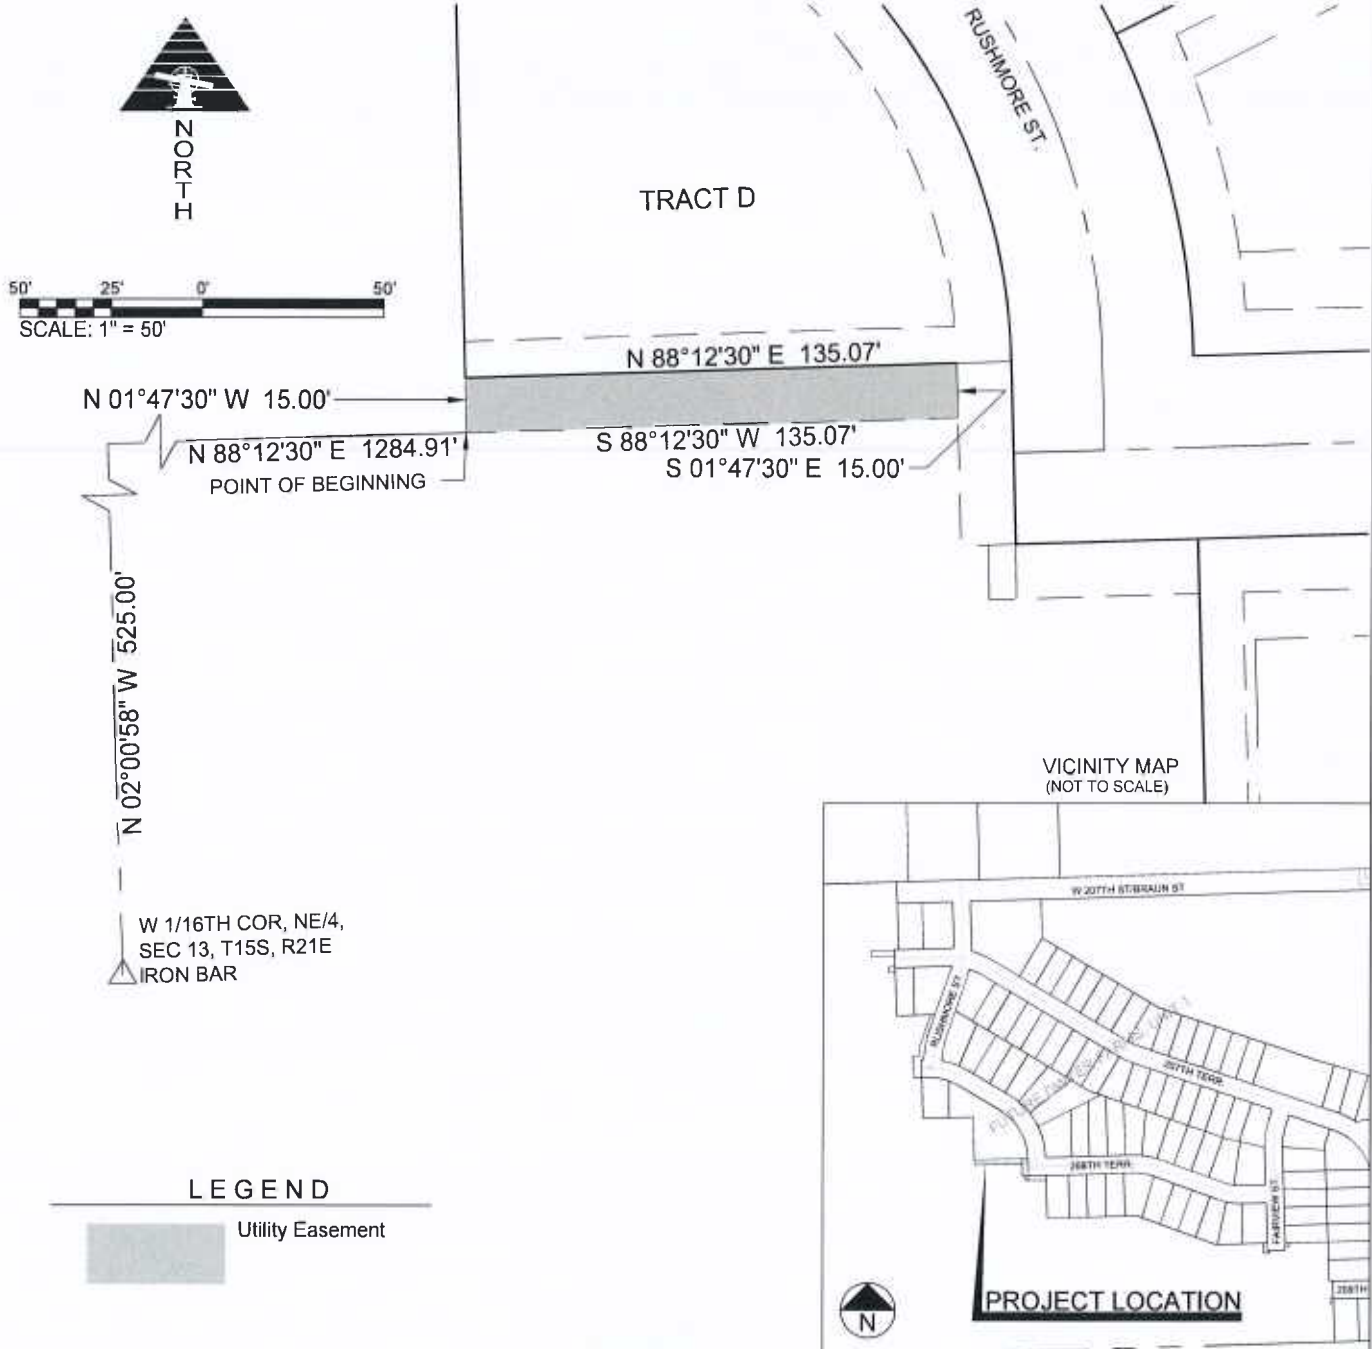 RUSHMORE ST.
NORTH
TRACT D
50' 25' 0' 50'
SCALE: 1" = 50'
N 88°12'30" E 135.07'
N 01°47'30" W 15.00'
N 88°12'30" E 1284.91'
S 88°12'30" W 135.07'
S 01°47'30" E 15.00'
POINT OF BEGINNING
N 02°00'58" W 525.00'
W 1/16TH COR, NE/4,
SEC 13, T15S, R21E
IRON BAR
VICINITY MAP
(NOT TO SCALE)
W 207TH ST/BRAUN ST
RUSHMORE ST
207TH TERR.
208TH TERR.
FAIRVIEW ST
208TH
PROJECT LOCATION
N
LEGEND
Utility Easement